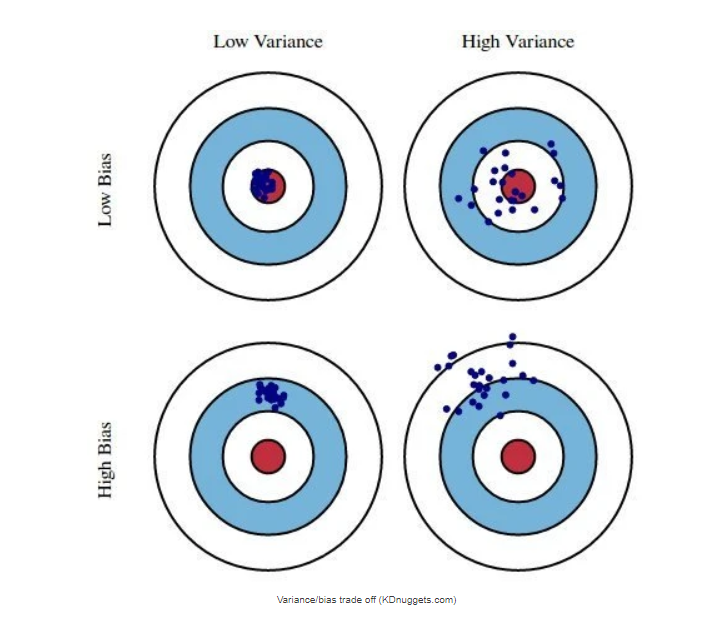 Low Variance
High Variance
Low Bias
High Bias
Variance/bias trade off (KDnuggets.com)